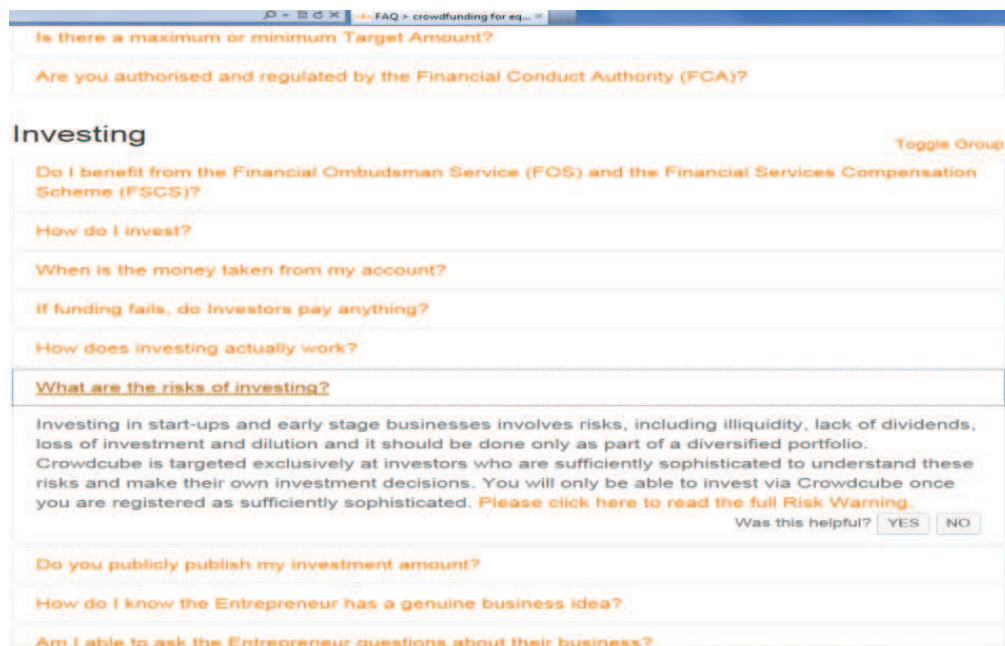 FAQ > crowdfunding for eq... ×
Is there a maximum or minimum Target Amount?
Are you authorised and regulated by the Financial Conduct Authority (FCA)?
Investing
Toggle Group
Do I benefit from the Financial Ombudsman Service (FOS) and the Financial Services Compensation
Scheme (FSCS)?
How do I invest?
When is the money taken from my account?
If funding fails, do Investors pay anything?
How does investing actually work?
What are the risks of investing?
Investing in start-ups and early stage businesses involves risks, including illiquidity, lack of dividends,
loss of investment and dilution and it should be done only as part of a diversified portfolio.
Crowdcube is targeted exclusively at investors who are sufficiently sophisticated to understand these
risks and make their own investment decisions. You will only be able to invest via Crowdcube once
you are registered as sufficiently sophisticated. Please click here to read the full Risk Warning.
Was this helpful? YES NO
Do you publicly publish my investment amount?
How do I know the Entrepreneur has a genuine business idea?
Am I able to ask the Entrepreneur questions about their business?